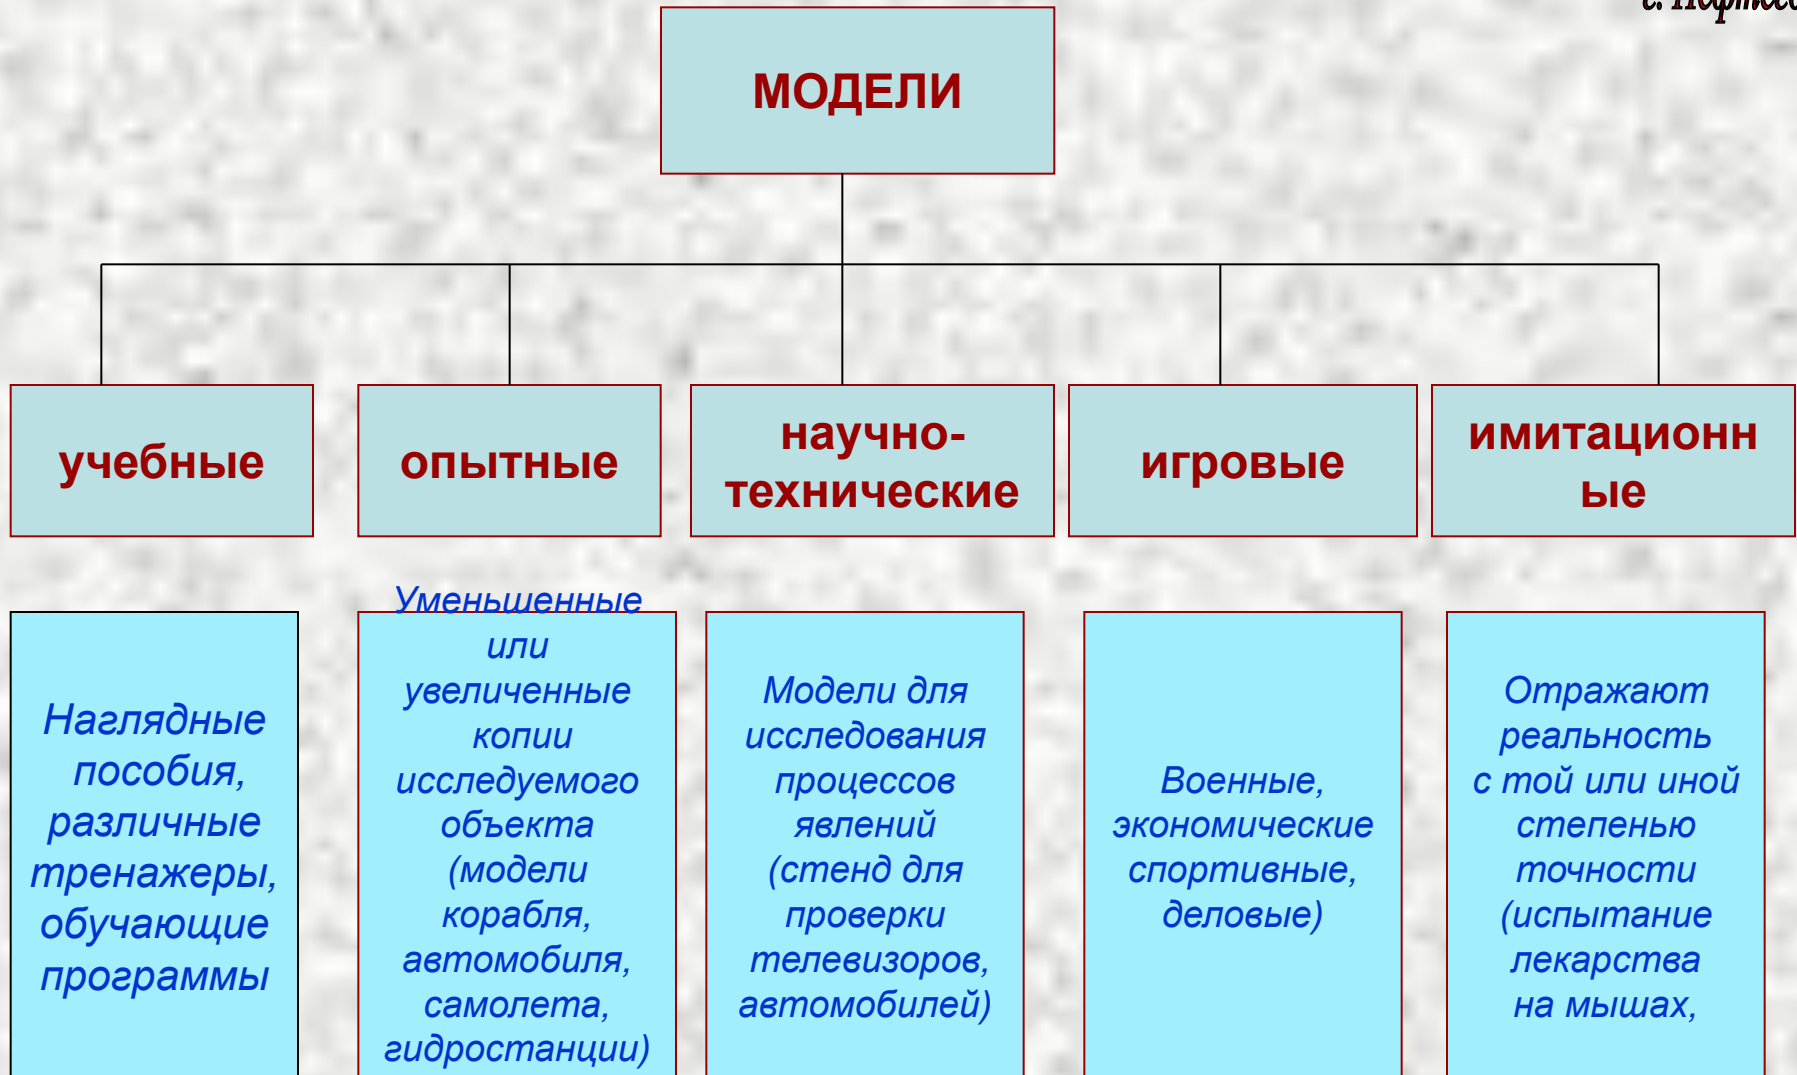 МОДЕЛИ
учебные
опытные
научно-
технические
игровые
имитационн
ые
Наглядные
пособия,
различные
тренажеры,
обучающие
программы
Уменьшенные
или
увеличенные
копии
исследуемого
объекта
(модели
корабля,
автомобиля,
самолета,
гидростанции)
Модели для
исследования
процессов
явлений
(стенд для
проверки
телевизоров,
автомобилей)
Военные,
экономические
спортивные,
деловые)
Отражают
реальность
с той или иной
степенью
точности
(испытание
лекарства
на мышах,